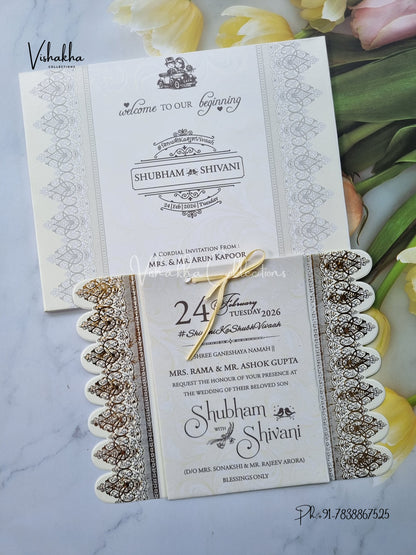 Vishakha
COLLECTIONS
welcome TO OUR beginning
SHUBHAM SHIVANI
24|Feb|2026|Tuesday
A CORDIAL INVITATION FROM :
MRS. & MR. ARUN KAPOOR
Vishakha Collections
24 February
TUESDAY 2026
SHREE GANESHAYA NAMAH ||
MRS. RAMA & MR. ASHOK GUPTA
REQUEST THE HONOUR OF YOUR PRESENCE AT
THE WEDDING OF THEIR BELOVED SON
Shubham
WITH
Shivani
(D/O MRS. SONAKSHI & MR. RAJEEV ARORA)
BLESSINGS ONLY
Ph:91-7838867525